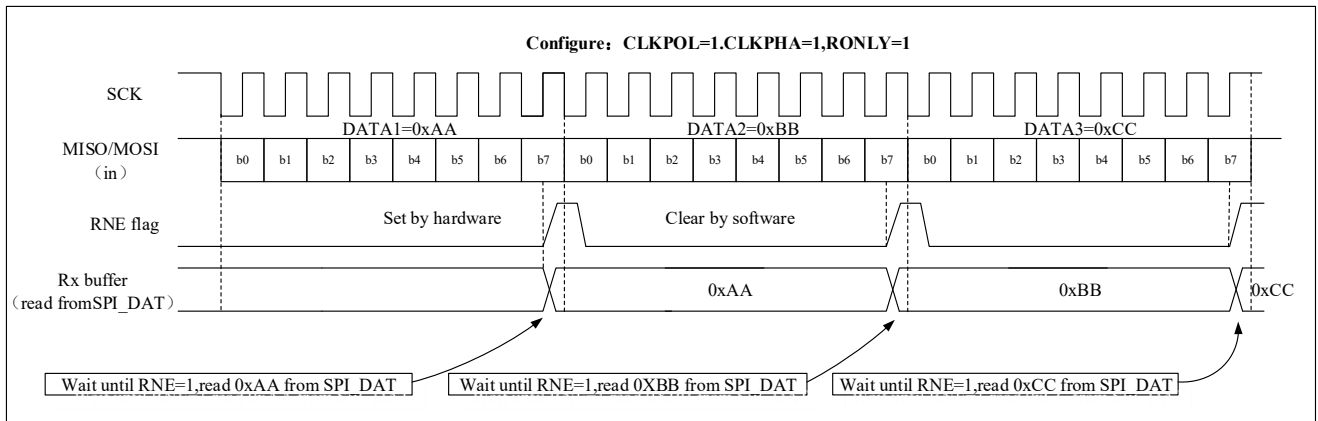 Configure：CLKPOL=1.CLKPHA=1,RONLY=1
SCK
DATA1=0xAA DATA2=0xBB DATA3=0xCC
MISO/MOSI
（in）
b0 b1 b2 b3 b4 b5 b6 b7 b0 b1 b2 b3 b4 b5 b6 b7 b0 b1 b2 b3 b4 b5 b6 b7
RNE flag
Set by hardware
Clear by software
Rx buffer
（read fromSPI_DAT）
0xAA
0xBB
0xCC
Wait until RNE=1,read 0xAA from SPI_DAT
Wait until RNE=1,read 0XBB from SPI_DAT
Wait until RNE=1,read 0xCC from SPI_DAT